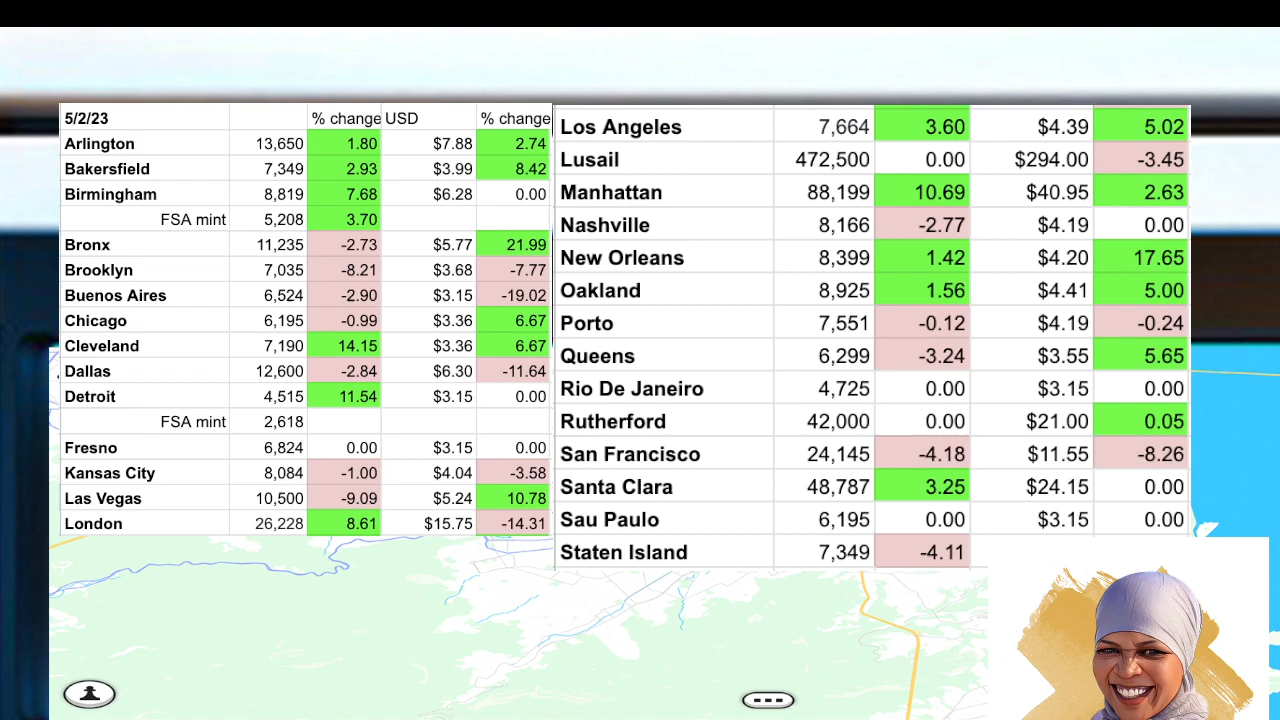 5/2/23 % change USD % change
Arlington 13,650 1.80 $7.88 2.74
Bakersfield 7,349 2.93 $3.99 8.42
Birmingham 8,819 7.68 $6.28 0.00
FSA mint 5,208 3.70
Bronx 11,235 -2.73 $5.77 21.99
Brooklyn 7,035 -8.21 $3.68 -7.77
Buenos Aires 6,524 -2.90 $3.15 -19.02
Chicago 6,195 -0.99 $3.36 6.67
Cleveland 7,190 14.15 $3.36 6.67
Dallas 12,600 -2.84 $6.30 -11.64
Detroit 4,515 11.54 $3.15 0.00
FSA mint 2,618
Fresno 6,824 0.00 $3.15 0.00
Kansas City 8,084 -1.00 $4.04 -3.58
Las Vegas 10,500 -9.09 $5.24 10.78
London 26,228 8.61 $15.75 -14.31
Los Angeles 7,664 3.60 $4.39 5.02
Lusail 472,500 0.00 $294.00 -3.45
Manhattan 88,199 10.69 $40.95 2.63
Nashville 8,166 -2.77 $4.19 0.00
New Orleans 8,399 1.42 $4.20 17.65
Oakland 8,925 1.56 $4.41 5.00
Porto 7,551 -0.12 $4.19 -0.24
Queens 6,299 -3.24 $3.55 5.65
Rio De Janeiro 4,725 0.00 $3.15 0.00
Rutherford 42,000 0.00 $21.00 0.05
San Francisco 24,145 -4.18 $11.55 -8.26
Santa Clara 48,787 3.25 $24.15 0.00
Sau Paulo 6,195 0.00 $3.15 0.00
Staten Island 7,349 -4.11